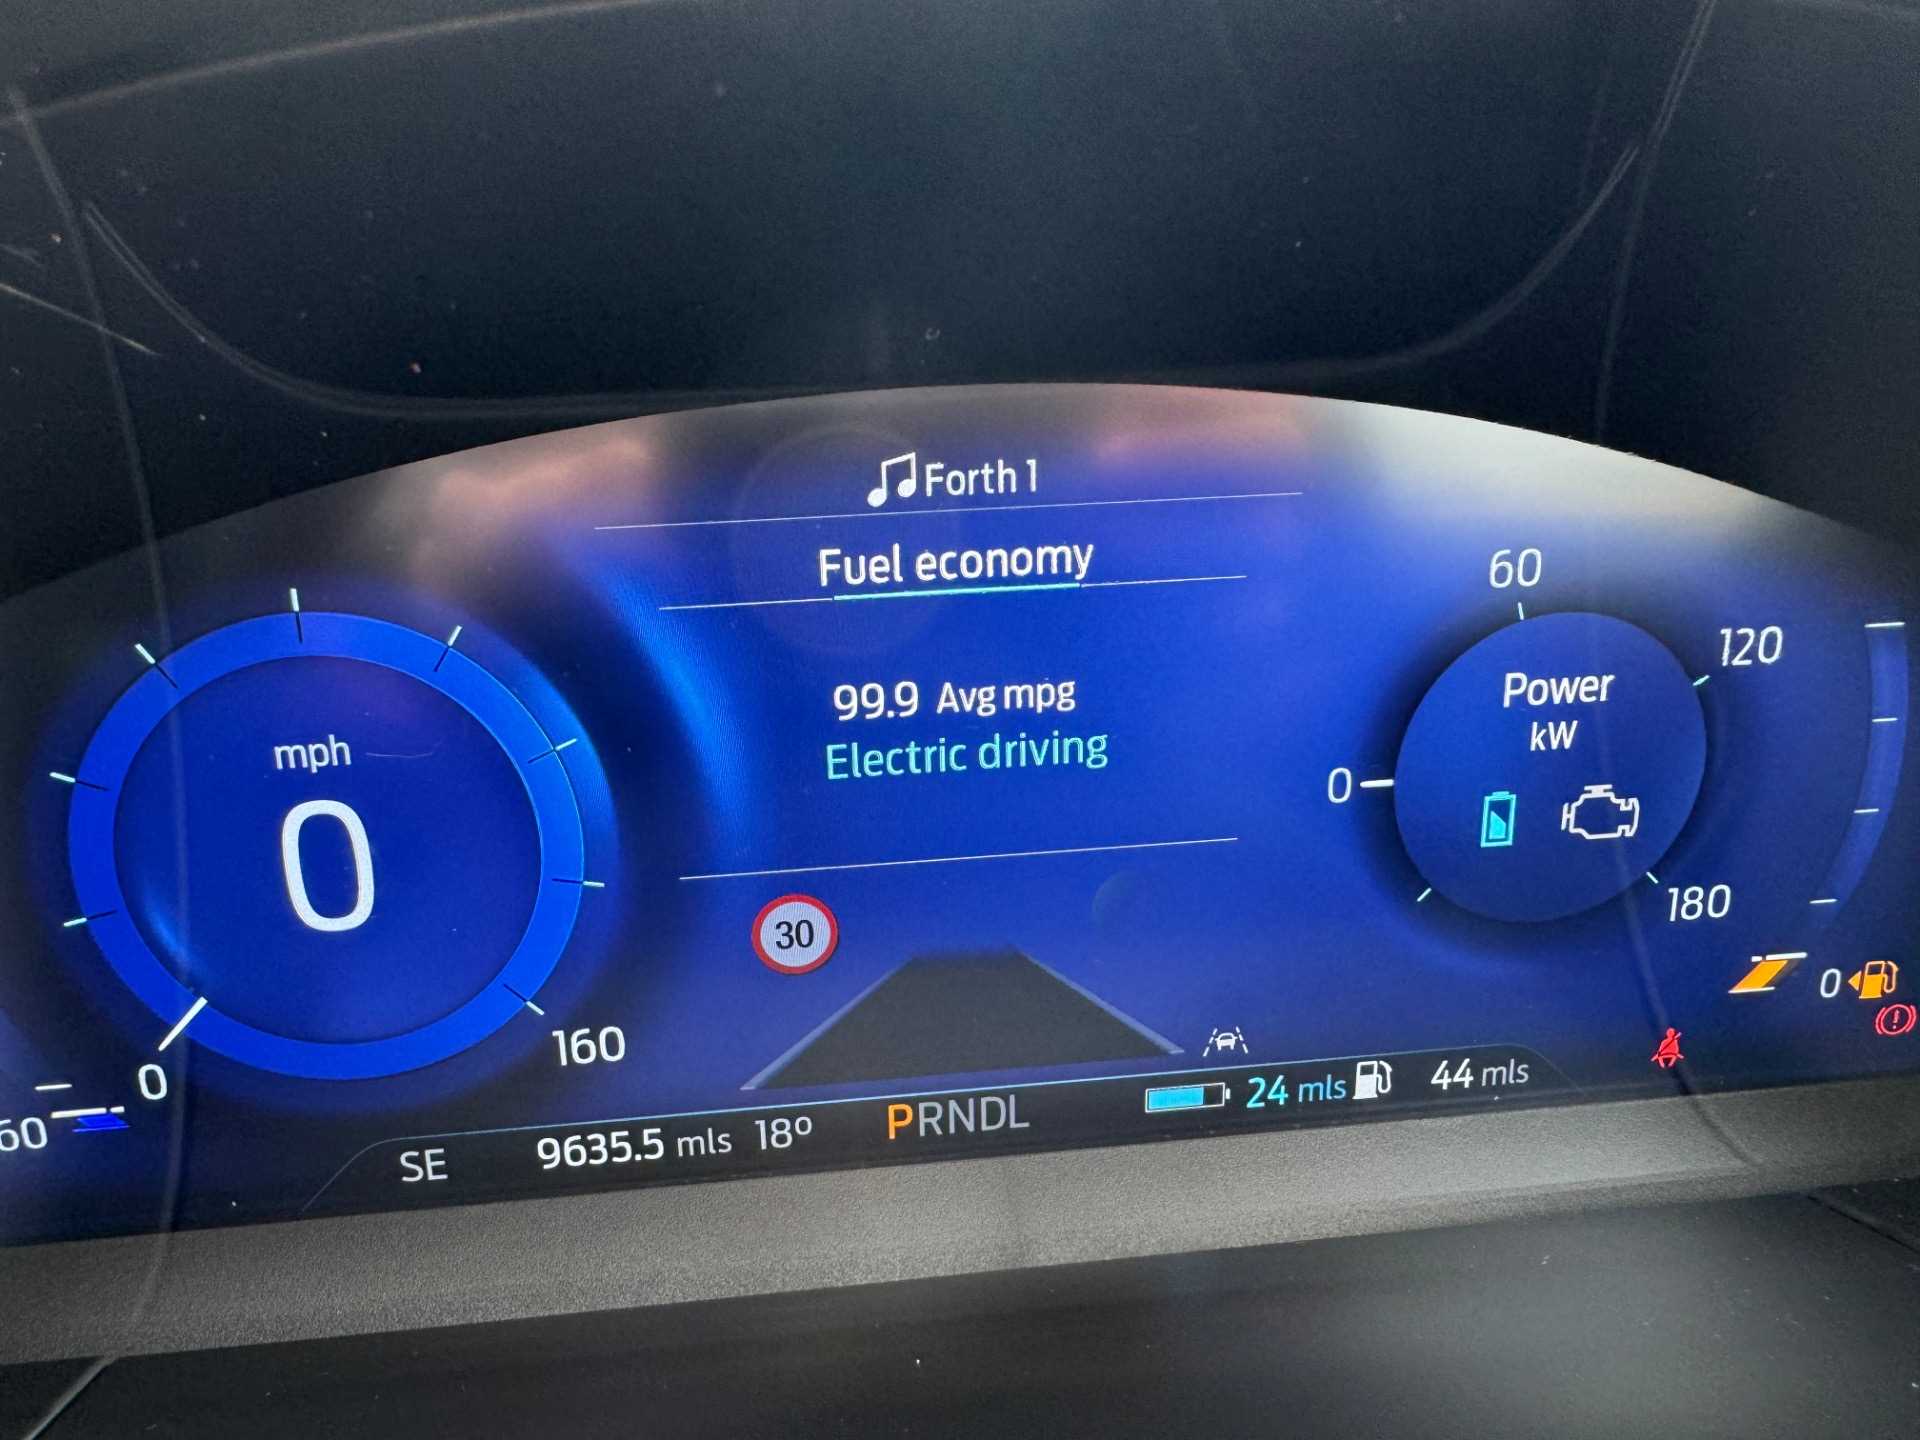 Forth 1
Fuel economy
99.9 Avg mpg
Electric driving
mph
0
0
160
60
120
180
0
Power
kW
30
0
60
SE
9635.5 mls
18º
PRNDL
24 mls
44 mls